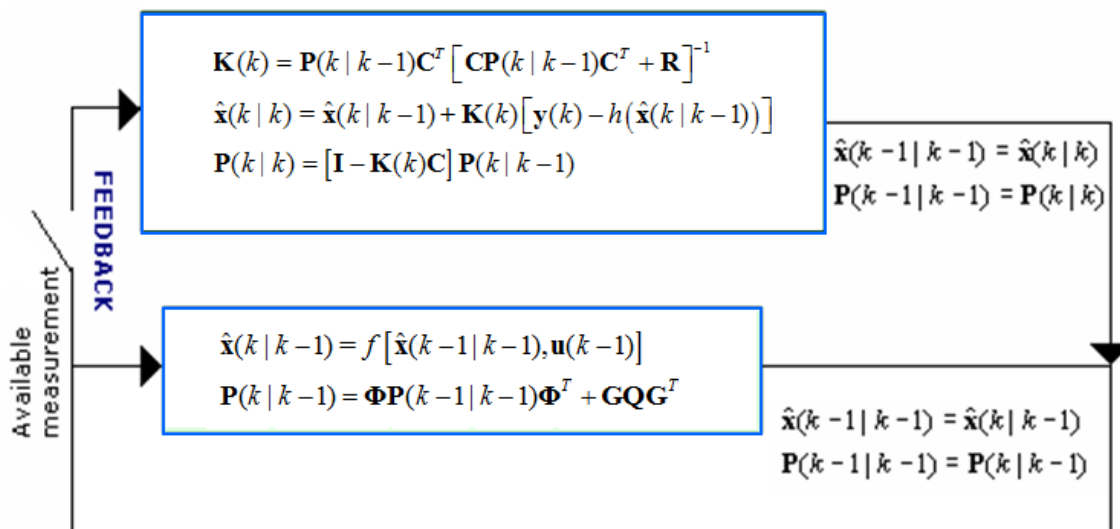 K(k) = P(k | k−1)C^T [CP(k | k−1)C^T + R]^−1
x̂(k | k) = x̂(k | k−1) + K(k)[y(k) − h(x̂(k | k−1))]
P(k | k) = [I − K(k)C] P(k | k−1)
x̂(k−1 | k−1) = x̂(k | k)
P(k−1 | k−1) = P(k | k)
FEEDBACK
Available
measurement
x̂(k | k−1) = f[x̂(k−1 | k−1), u(k−1)]
P(k | k−1) = ΦP(k−1 | k−1)Φ^T + GQG^T
x̂(k−1 | k−1) = x̂(k | k−1)
P(k−1 | k−1) = P(k | k−1)